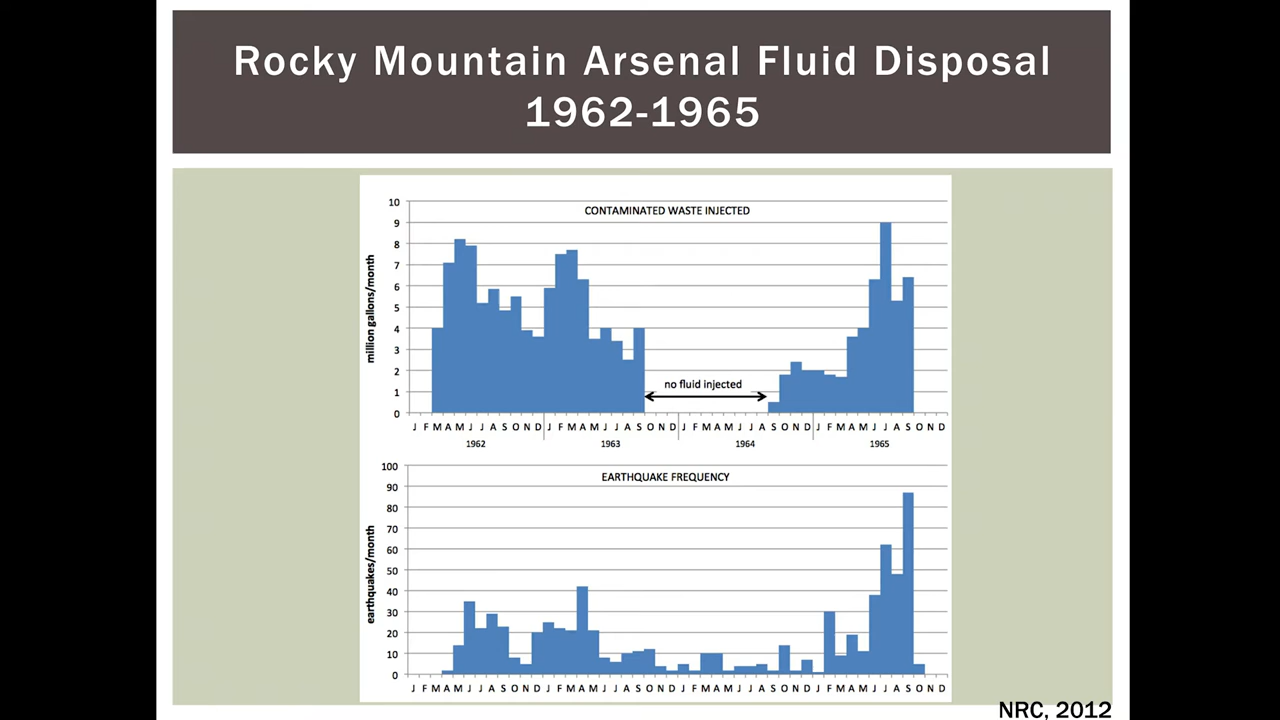 Rocky Mountain Arsenal Fluid Disposal
1962-1965
CONTAMINATED WASTE INJECTED
million gallons/month
10
9
8
7
6
5
4
3
2
1
0
no fluid injected
J F M A M J J A S O N D J F M A M J J A S O N D J F M A M J J A S O N D J F M A M J J A S O N D
1962 1963 1964 1965
EARTHQUAKE FREQUENCY
earthquakes/month
100
90
80
70
60
50
40
30
20
10
0
J F M A M J J A S O N D J F M A M J J A S O N D J F M A M J J A S O N D J F M A M J J A S O N D
NRC, 2012